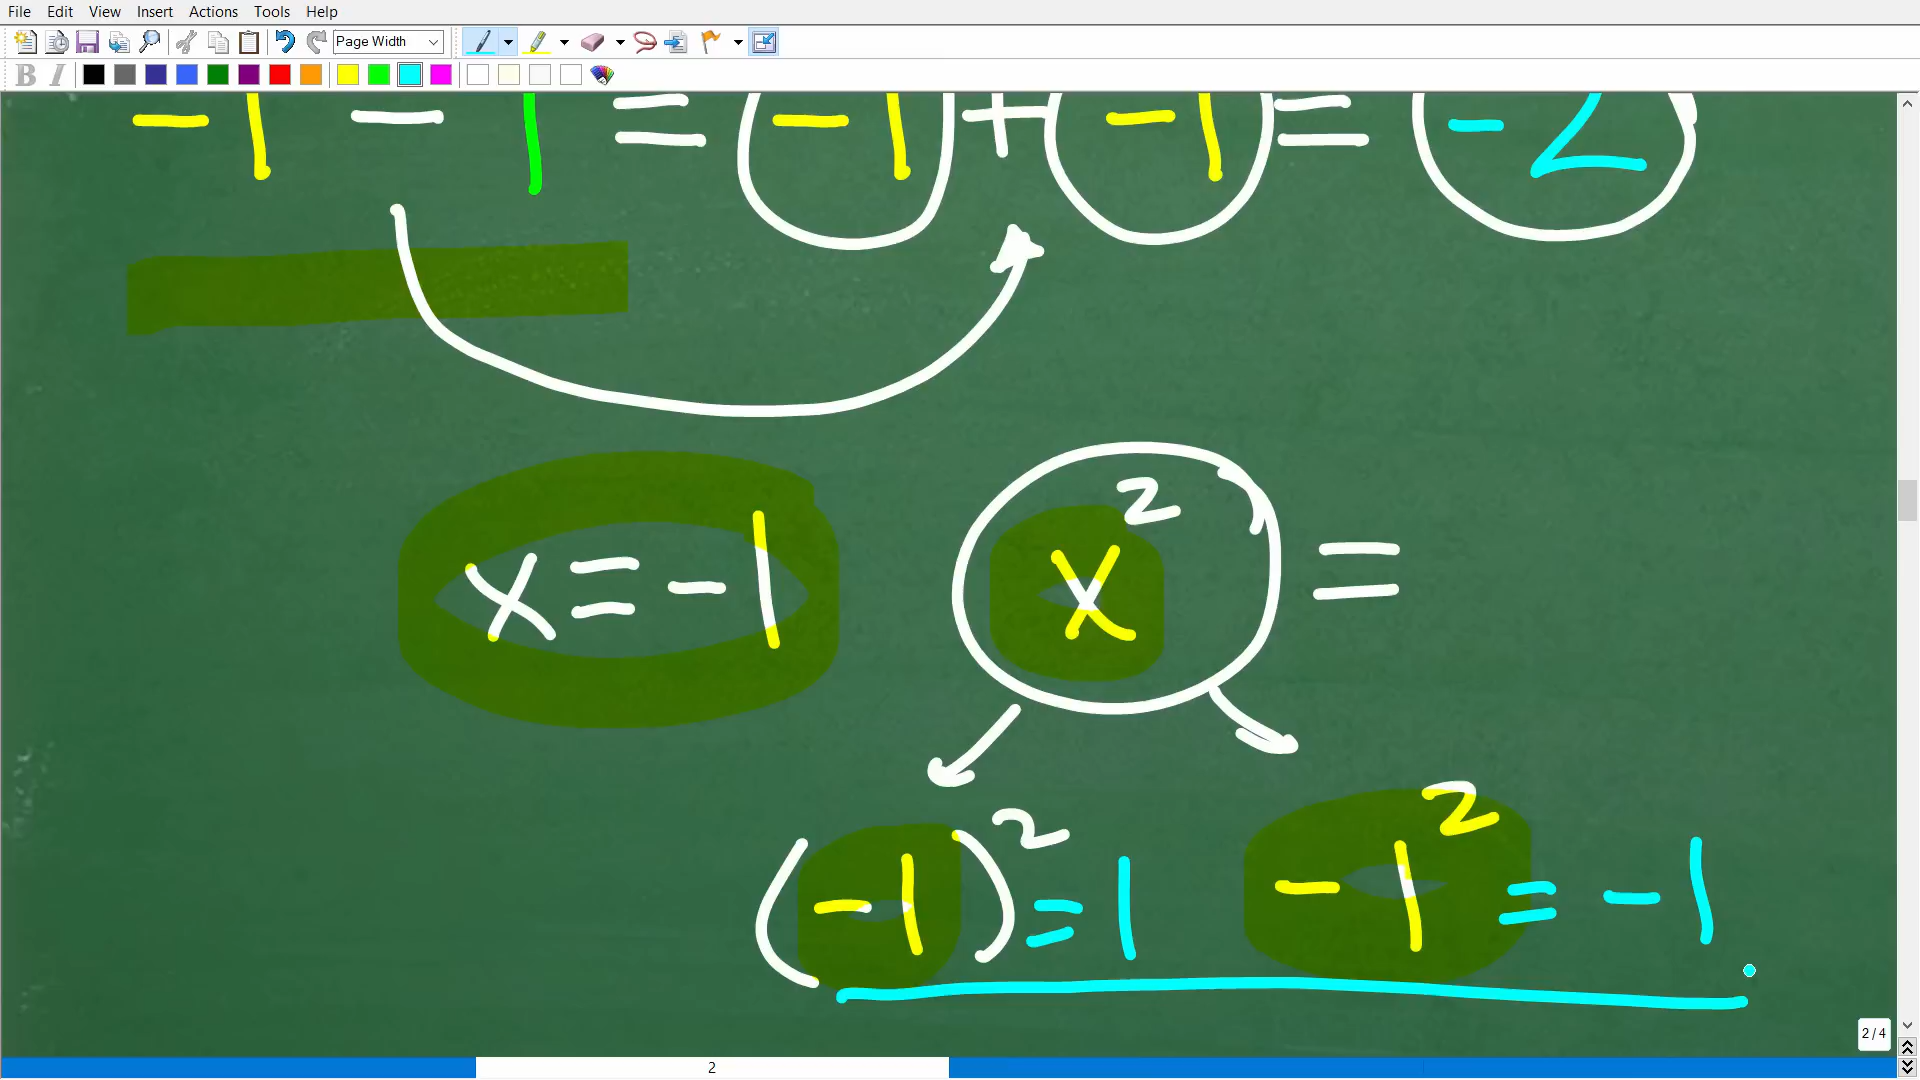 File Edit View Insert Actions Tools Help
Page Width
B I
-1 - 1 = -1 + -1 = -2
x = -1 x² =
(-1)² = 1 -1² = -1
2/4
2